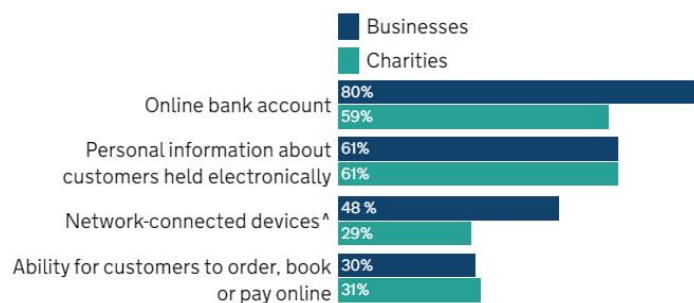 Businesses
Charities
Online bank account
80%
59%
Personal information about
customers held electronically
61%
61%
Network-connected devices^
48 %
29%
Ability for customers to order, book
or pay online
30%
31%